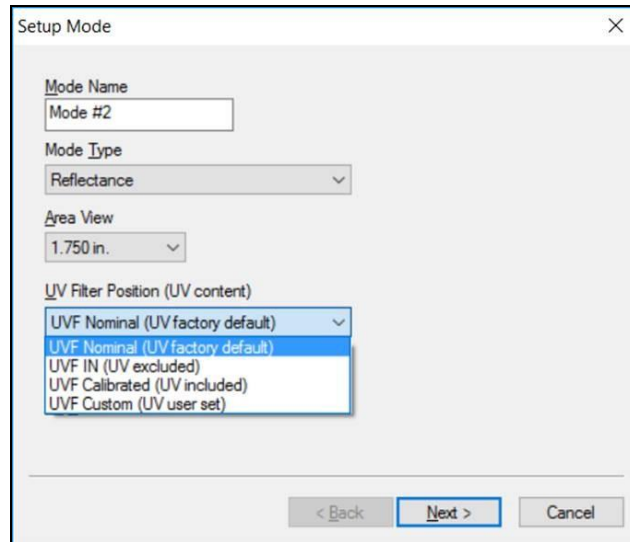 Setup Mode
Mode Name
Mode #2
Mode Type
Reflectance
Area View
1.750 in.
UV Filter Position (UV content)
UVF Nominal (UV factory default)
UVF Nominal (UV factory default)
UVF IN (UV excluded)
UVF Calibrated (UV included)
UVF Custom (UV user set)
< Back Next > Cancel